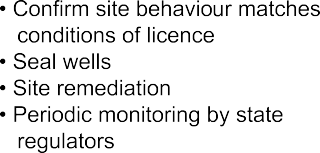 • Confirm site behaviour matches
conditions of licence
• Seal wells
• Site remediation
• Periodic monitoring by state
regulators